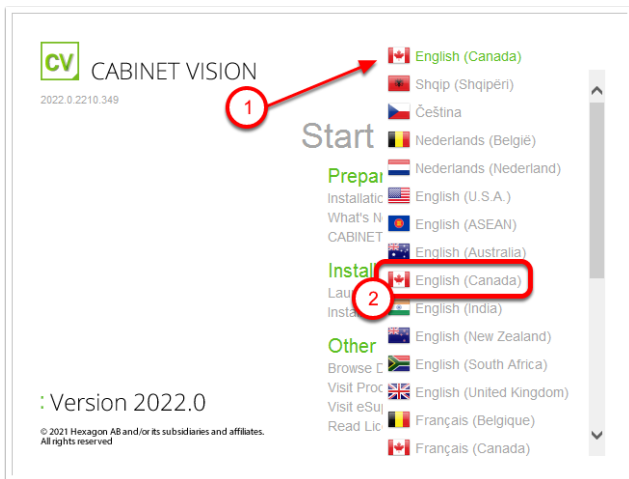 CV
CABINET VISION
2022.0.2210.349
1
Start
Prepar
Installatic
What's N
CABINET
Install
Lau
Insta
Other
Browse D
Visit Proc
Visit eSup
Read Lic
English (Canada)
Shqip (Shqipëri)
Čeština
Nederlands (België)
Nederlands (Nederland)
English (U.S.A.)
English (ASEAN)
English (Australia)
English (Canada)
2
English (India)
English (New Zealand)
English (South Africa)
English (United Kingdom)
Français (Belgique)
Français (Canada)
: Version 2022.0
© 2021 Hexagon AB and/or its subsidiaries and affiliates.
All rights reserved